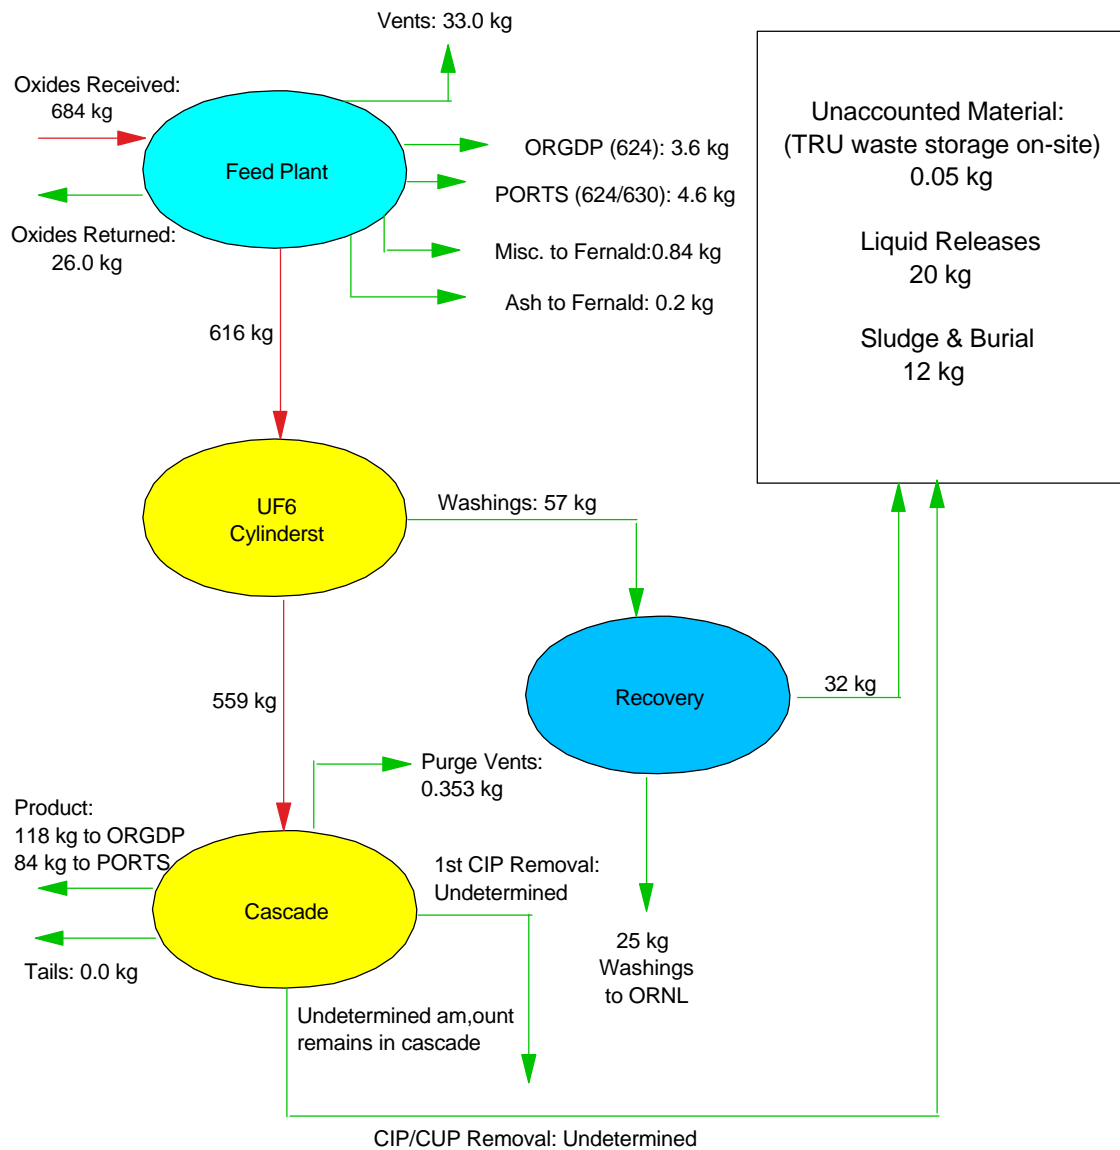 Vents: 33.0 kg
Oxides Received:
684 kg
Feed Plant
ORGDP (624): 3.6 kg
PORTS (624/630): 4.6 kg
Oxides Returned:
26.0 kg
Misc. to Fernald:0.84 kg
Ash to Fernald: 0.2 kg
Unaccounted Material:
(TRU waste storage on-site)
0.05 kg
Liquid Releases
20 kg
Sludge & Burial
12 kg
616 kg
UF6
Cylinderst
Washings: 57 kg
559 kg
Recovery
32 kg
Purge Vents:
0.353 kg
Product:
118 kg to ORGDP
84 kg to PORTS
1st CIP Removal:
Undetermined
Cascade
25 kg
Washings
to ORNL
Tails: 0.0 kg
Undetermined am,ount
remains in cascade
CIP/CUP Removal: Undetermined